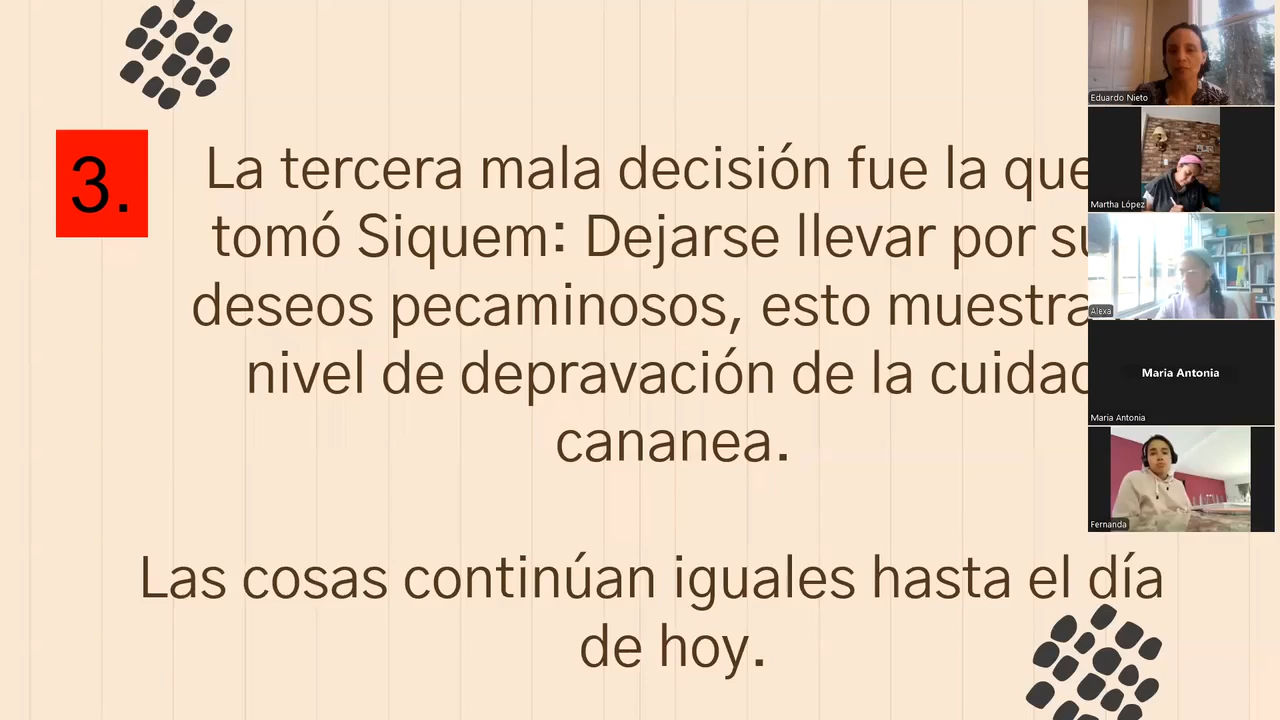 3.
La tercera mala decisión fue la que
tomó Siquem: Dejarse llevar por su
deseos pecaminosos, esto muestra
nivel de depravación de la cuidad
cananea.
Las cosas continúan iguales hasta el día
de hoy.
Eduardo Nieto
Martha López
Alexa
Maria Antonia
Maria Antonia
Fernanda